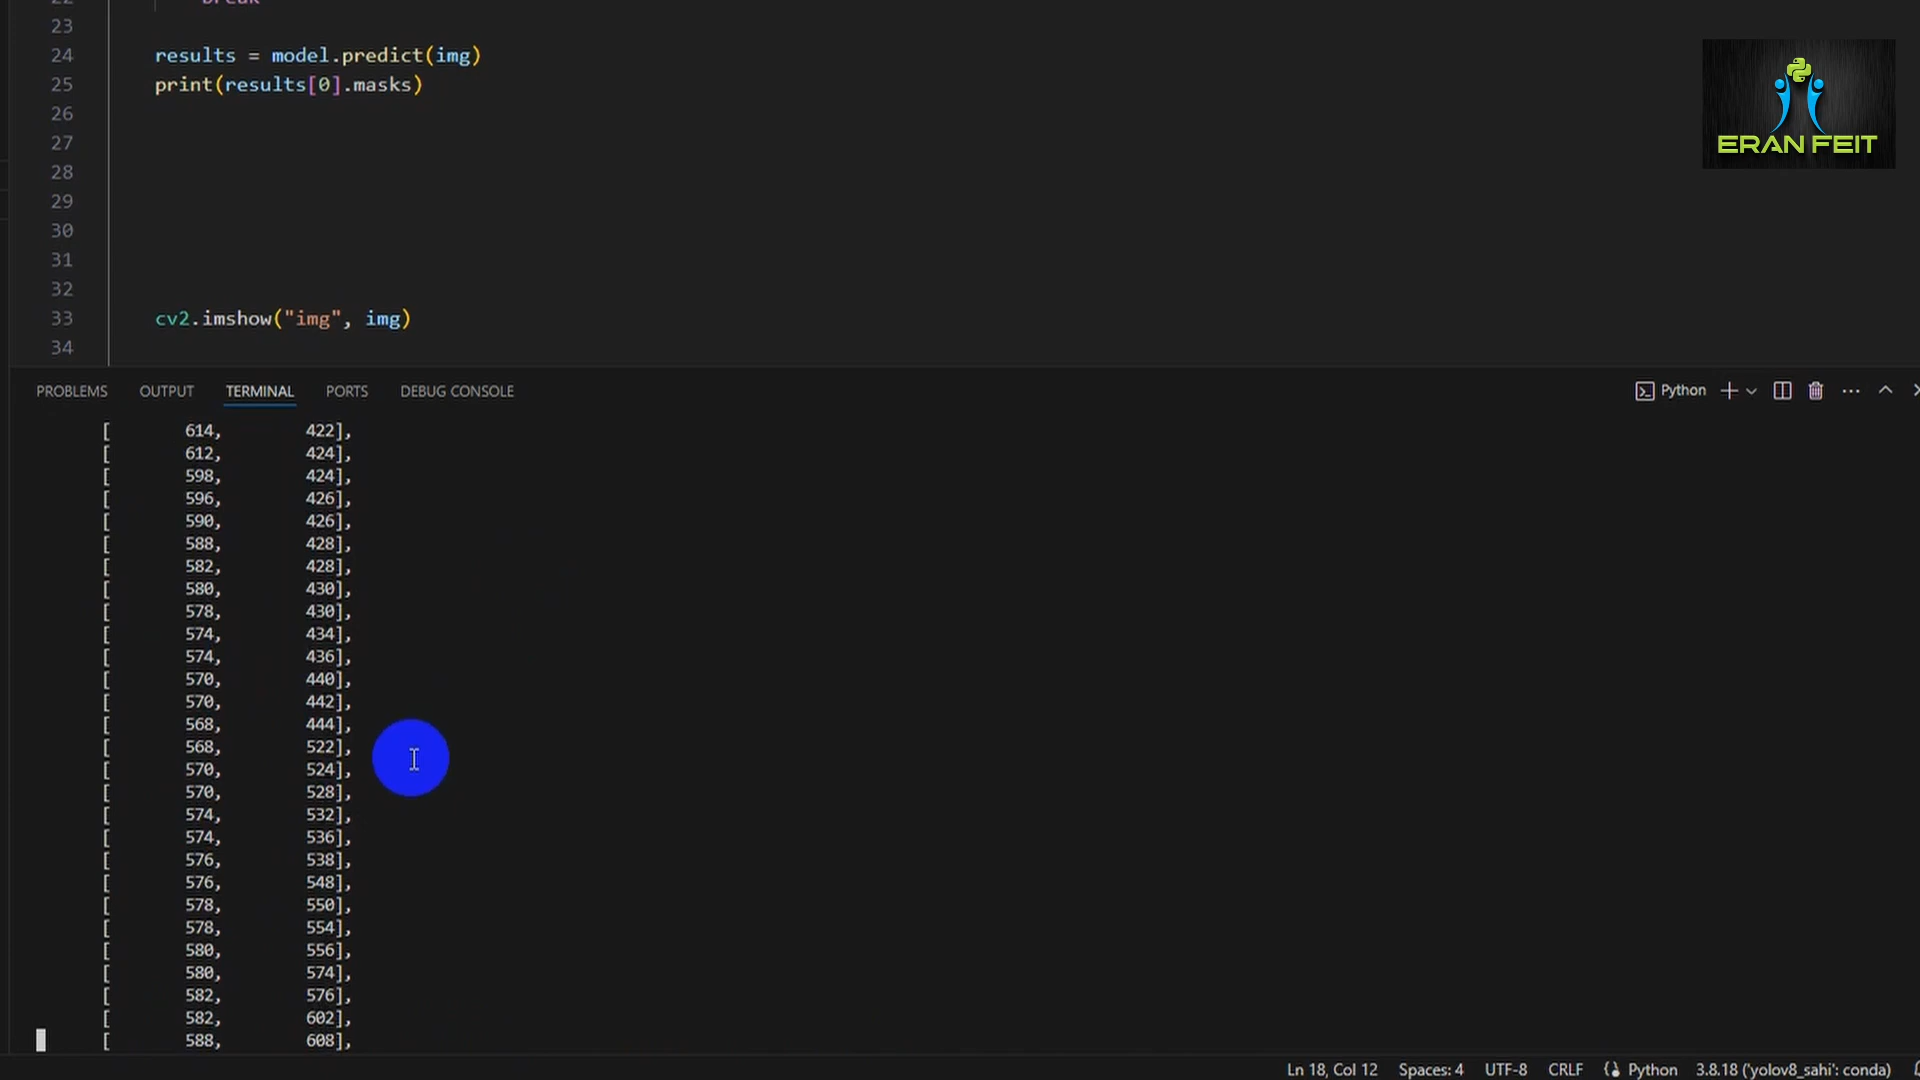 22 break
23
24 results = model.predict(img)
25 print(results[0].masks)
26
27
28
29
30
31
32
33 cv2.imshow("img", img)
34
ERAN FEIT
PROBLEMS OUTPUT TERMINAL PORTS DEBUG CONSOLE Python
[ 614, 422],
[ 612, 424],
[ 598, 424],
[ 596, 426],
[ 590, 426],
[ 588, 428],
[ 582, 428],
[ 580, 430],
[ 578, 430],
[ 574, 434],
[ 574, 436],
[ 570, 440],
[ 570, 442],
[ 568, 444],
[ 568, 522],
[ 570, 524],
[ 570, 528],
[ 574, 532],
[ 574, 536],
[ 576, 538],
[ 576, 548],
[ 578, 550],
[ 578, 554],
[ 580, 556],
[ 580, 574],
[ 582, 576],
[ 582, 602],
[ 588, 608],
Ln 18, Col 12 Spaces: 4 UTF-8 CRLF Python 3.8.18 ('yolov8_sahi': conda)